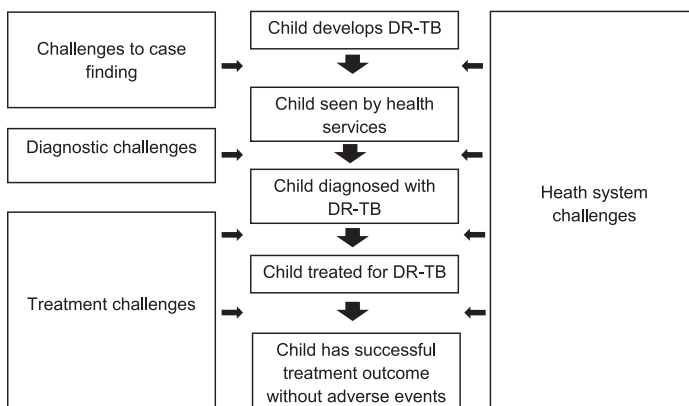 Challenges to case
finding
Diagnostic challenges
Treatment challenges
Child develops DR-TB
Child seen by health
services
Child diagnosed with
DR-TB
Child treated for DR-TB
Child has successful
treatment outcome
without adverse events
Heath system
challenges